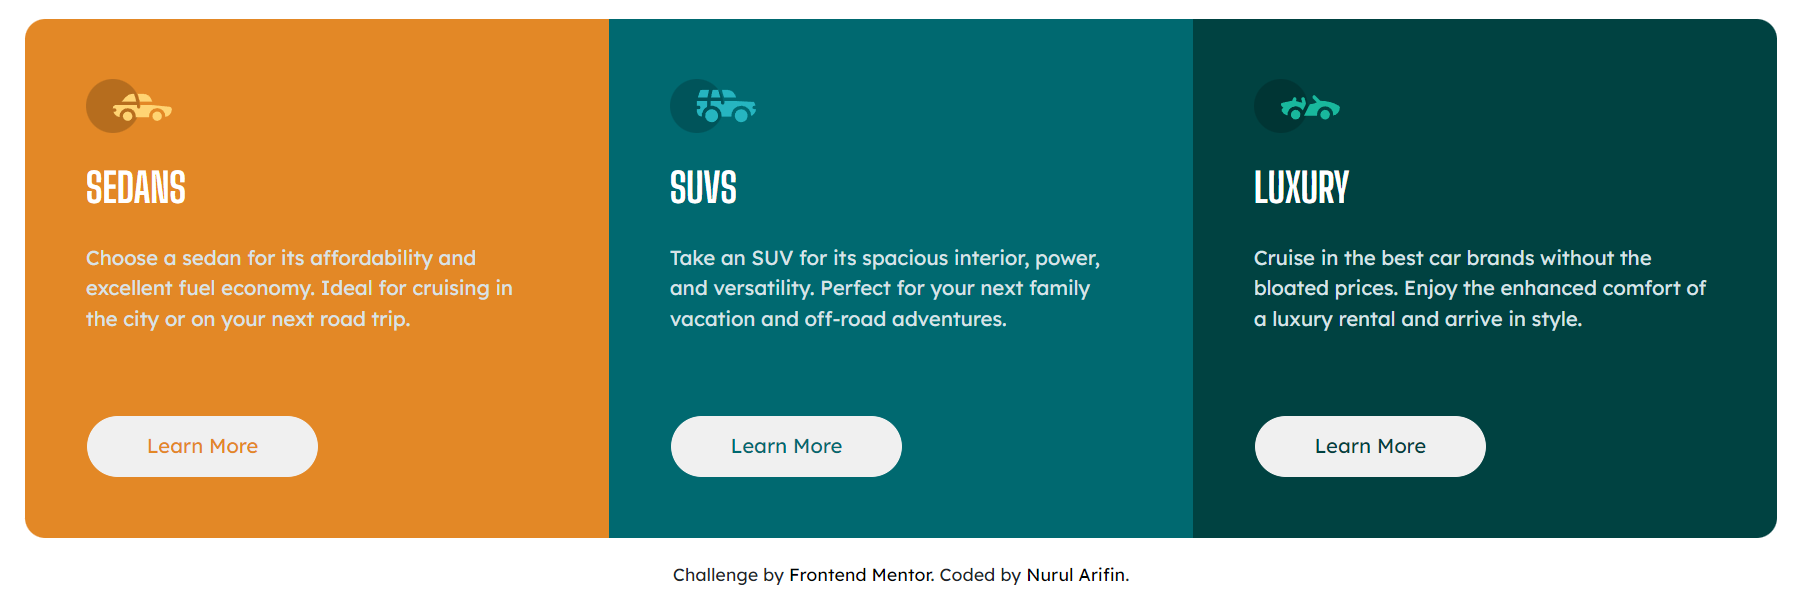 SEDANS
Choose a sedan for its affordability and
excellent fuel economy. Ideal for cruising in
the city or on your next road trip.
Learn More
SUVS
Take an SUV for its spacious interior, power,
and versatility. Perfect for your next family
vacation and off-road adventures.
Learn More
LUXURY
Cruise in the best car brands without the
bloated prices. Enjoy the enhanced comfort of
a luxury rental and arrive in style.
Learn More
Challenge by Frontend Mentor. Coded by Nurul Arifin.